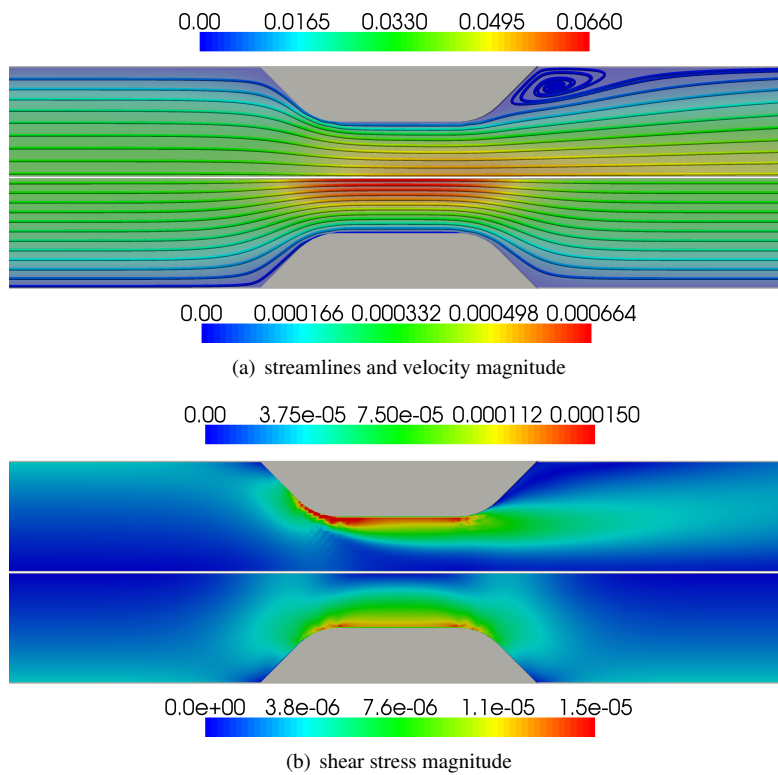 0.00 0.0165 0.0330 0.0495 0.0660
0.00 0.000166 0.000332 0.000498 0.000664
(a) streamlines and velocity magnitude
0.00 3.75e-05 7.50e-05 0.000112 0.000150
0.0e+00 3.8e-06 7.6e-06 1.1e-05 1.5e-05
(b) shear stress magnitude